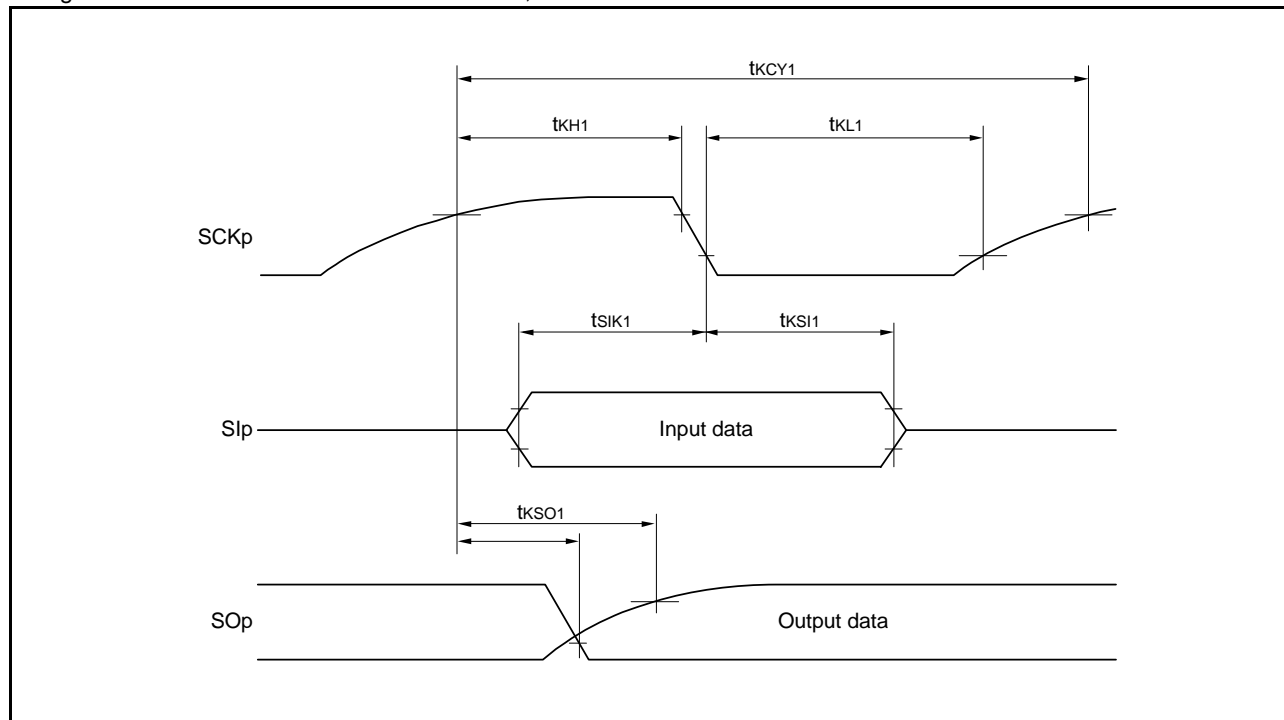 tKCY1
tKH1
tKL1
SCKp
tSIK1
tKSI1
SIp
Input data
tKSO1
SOp
Output data